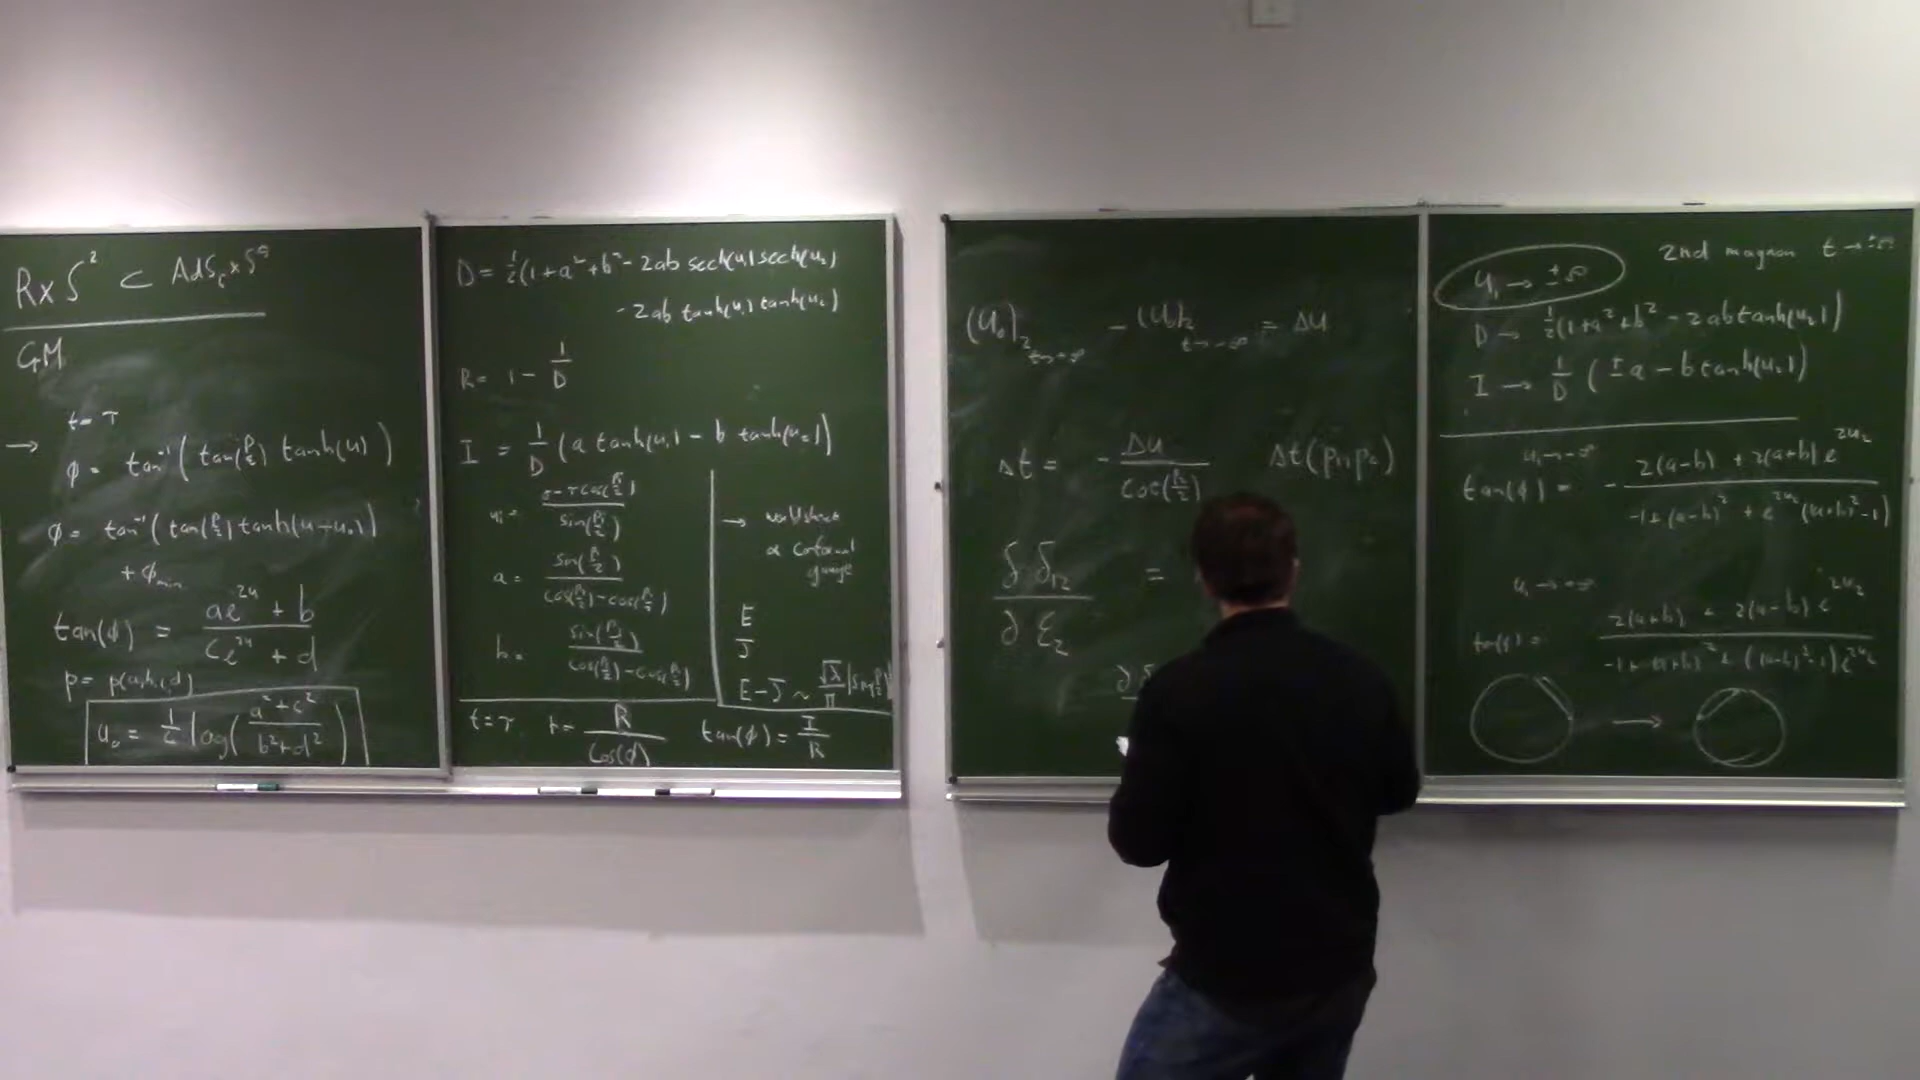 R×S² ⊂ AdS₅×S⁵
GM
→ t = τ
φ = tan⁻¹(tan(p/2) tanh(u))
φ = tan⁻¹(tan(p/2) tanh(u-u₀))
+ φmin
tan(φ) = (ae^2u + b)/(ce^2u + d)
p = p(a,b,c,d)
u₀ = 1/2 log((a²+c²)/(b²+d²))
D = 1/2(1+a²+b²-2ab sech(u₁)sech(u₂)
-2ab tanh(u₁) tanh(u₂)
R = 1 - 1/D
I = 1/D (a tanh(u₁) - b tanh(u₂))
→ worldsheet
conformal
gauge
E
J
E-J ~ √λ/π |sin p/2|
t = τ r = R/cos(φ) tan(φ) = I/R
(u₀)₂ t→+∞ - (u₀)₂ t→-∞ = Δu
Δt = - Δu / cos(p₂/2) Δt(p₁,p₂)
∂δ₁₂/∂ε₂ =
u₁ → ±∞ 2nd magnon t → ±∞
D → 1/2(1+a²+b² - 2ab tanh(u₂))
I → 1/D (±a - b tanh(u₂))
u₁→-∞
tan(φ) = - (2(a-b) + 2(a+b)e^2u₂)/(-1+(a-b)² + e^2u₂((a+b)²-1))
u₁ → +∞
tan(φ) = (2(a+b) + 2(a-b)e^2u₂)/(-1+(a+b)² + ((a-b)²-1)e^2u₂)
→